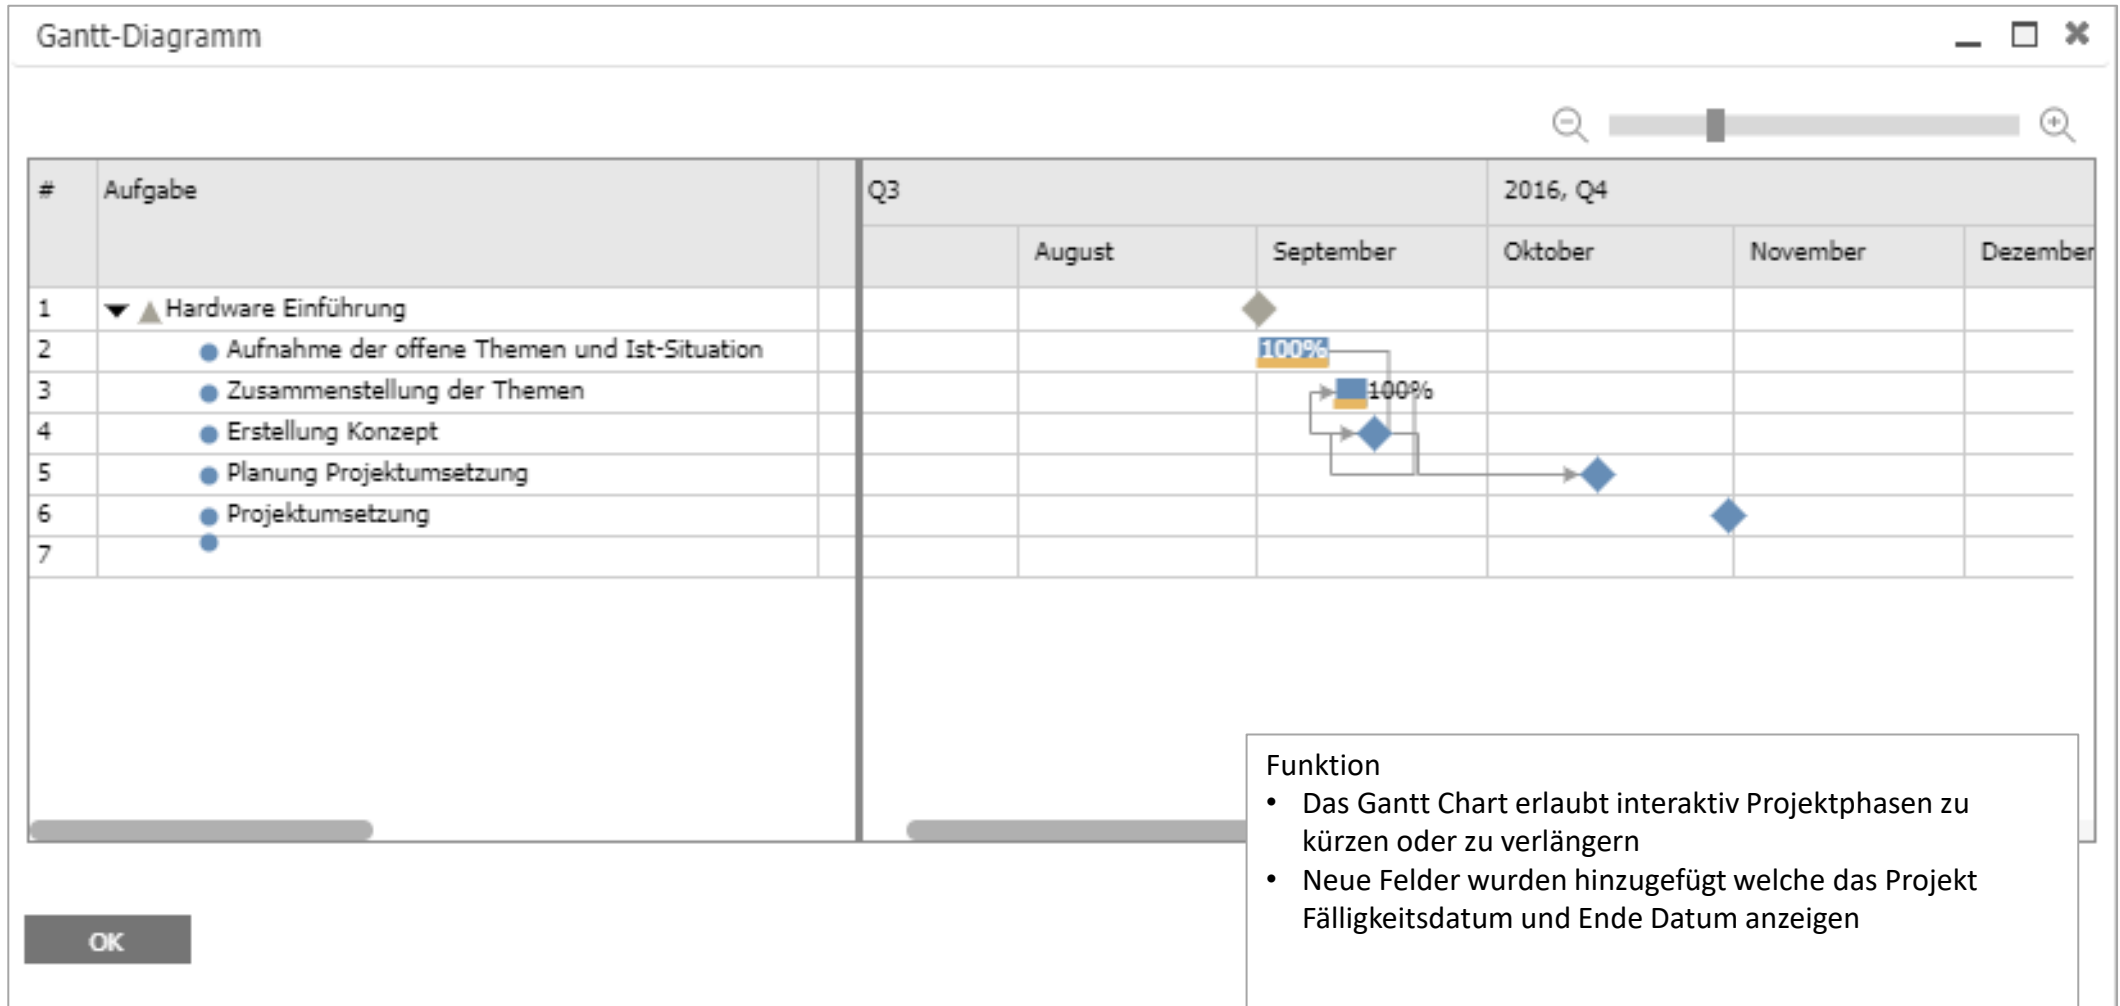 Gantt-Diagramm
# Aufgabe Q3 2016, Q4
August September Oktober November Dezember
1 Hardware Einführung
2 Aufnahme der offene Themen und Ist-Situation 100%
3 Zusammenstellung der Themen 100%
4 Erstellung Konzept
5 Planung Projektumsetzung
6 Projektumsetzung
7
Funktion
• Das Gantt Chart erlaubt interaktiv Projektphasen zu
kürzen oder zu verlängern
• Neue Felder wurden hinzugefügt welche das Projekt
Fälligkeitsdatum und Ende Datum anzeigen
OK